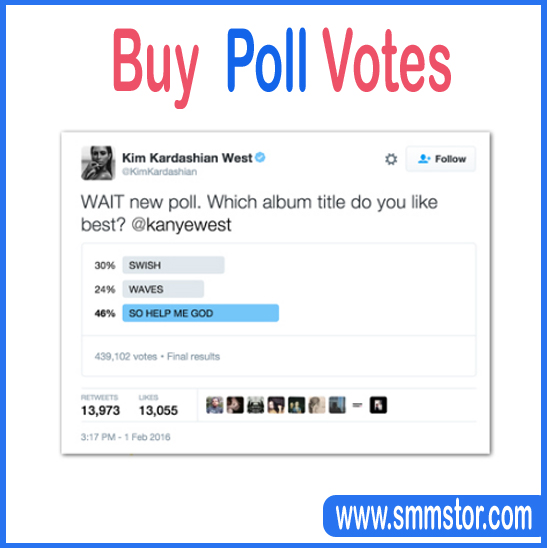 Buy Poll Votes
Kim Kardashian West
@KimKardashian
Follow
WAIT new poll. Which album title do you like
best? @kanyewest
30% SWISH
24% WAVES
46% SO HELP ME GOD
439,102 votes • Final results
RETWEETS LIKES
13,973 13,055
3:17 PM - 1 Feb 2016
www.smmstor.com